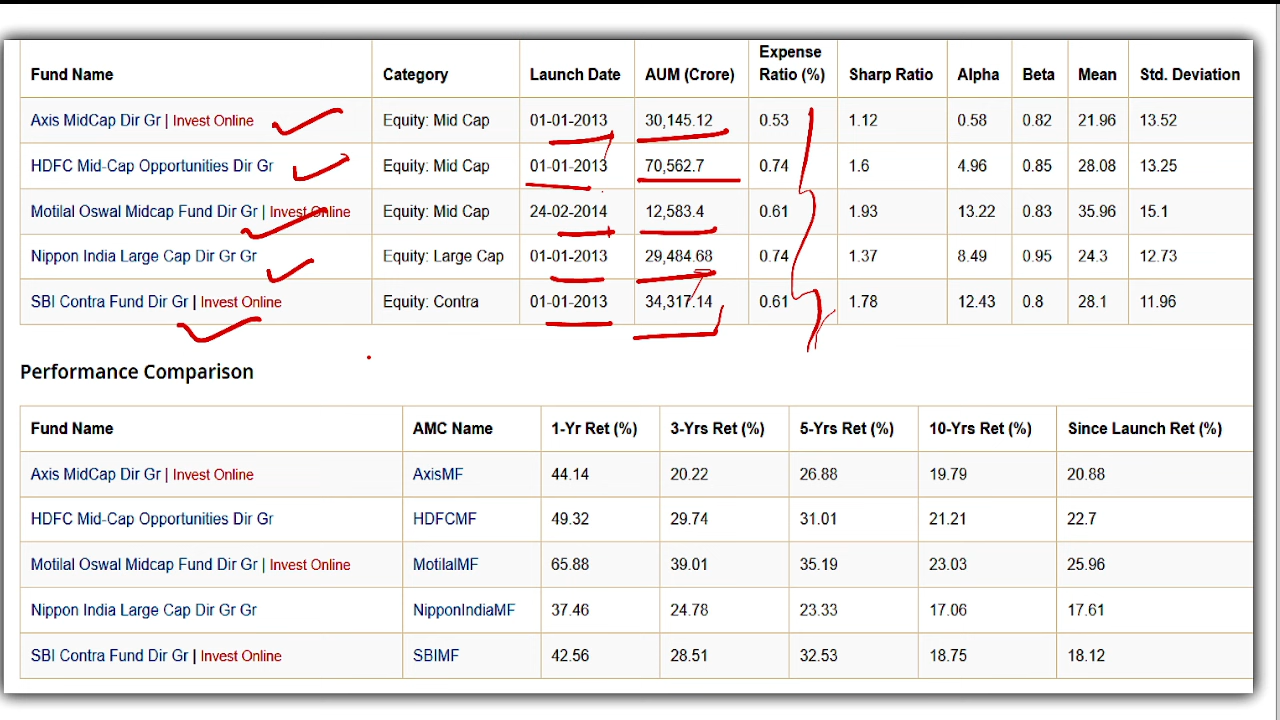 Fund Name Category Launch Date AUM (Crore) Expense Ratio (%) Sharp Ratio Alpha Beta Mean Std. Deviation
Axis MidCap Dir Gr | Invest Online Equity: Mid Cap 01-01-2013 30,145.12 0.53 1.12 0.58 0.82 21.96 13.52
HDFC Mid-Cap Opportunities Dir Gr Equity: Mid Cap 01-01-2013 70,562.7 0.74 1.6 4.96 0.85 28.08 13.25
Motilal Oswal Midcap Fund Dir Gr | Invest Online Equity: Mid Cap 24-02-2014 12,583.4 0.61 1.93 13.22 0.83 35.96 15.1
Nippon India Large Cap Dir Gr Gr Equity: Large Cap 01-01-2013 29,484.68 0.74 1.37 8.49 0.95 24.3 12.73
SBI Contra Fund Dir Gr | Invest Online Equity: Contra 01-01-2013 34,317.14 0.61 1.78 12.43 0.8 28.1 11.96
Performance Comparison
Fund Name AMC Name 1-Yr Ret (%) 3-Yrs Ret (%) 5-Yrs Ret (%) 10-Yrs Ret (%) Since Launch Ret (%)
Axis MidCap Dir Gr | Invest Online AxisMF 44.14 20.22 26.88 19.79 20.88
HDFC Mid-Cap Opportunities Dir Gr HDFCMF 49.32 29.74 31.01 21.21 22.7
Motilal Oswal Midcap Fund Dir Gr | Invest Online MotilalMF 65.88 39.01 35.19 23.03 25.96
Nippon India Large Cap Dir Gr Gr NipponIndiaMF 37.46 24.78 23.33 17.06 17.61
SBI Contra Fund Dir Gr | Invest Online SBIMF 42.56 28.51 32.53 18.75 18.12